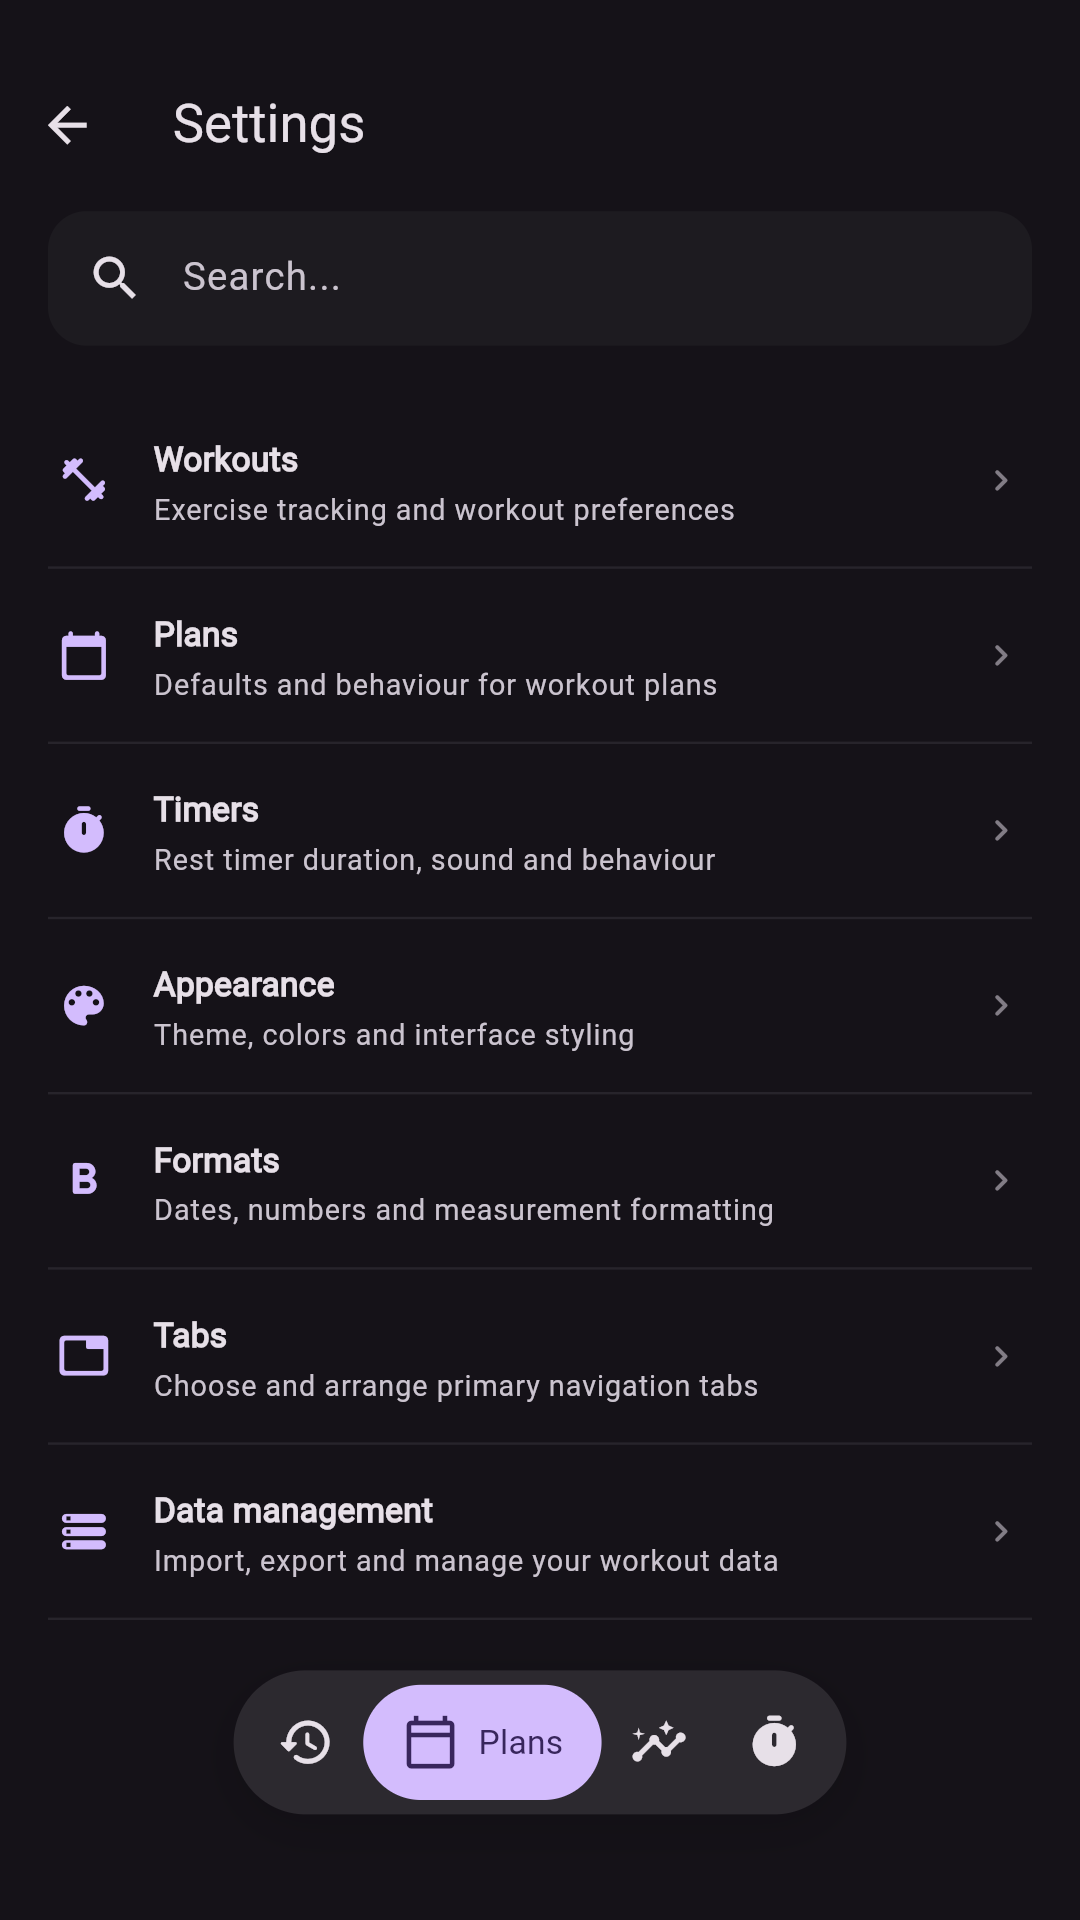 Settings
Search...
Workouts
Exercise tracking and workout preferences
Plans
Defaults and behaviour for workout plans
Timers
Rest timer duration, sound and behaviour
Appearance
Theme, colors and interface styling
Formats
Dates, numbers and measurement formatting
Tabs
Choose and arrange primary navigation tabs
Data management
Import, export and manage your workout data
Plans